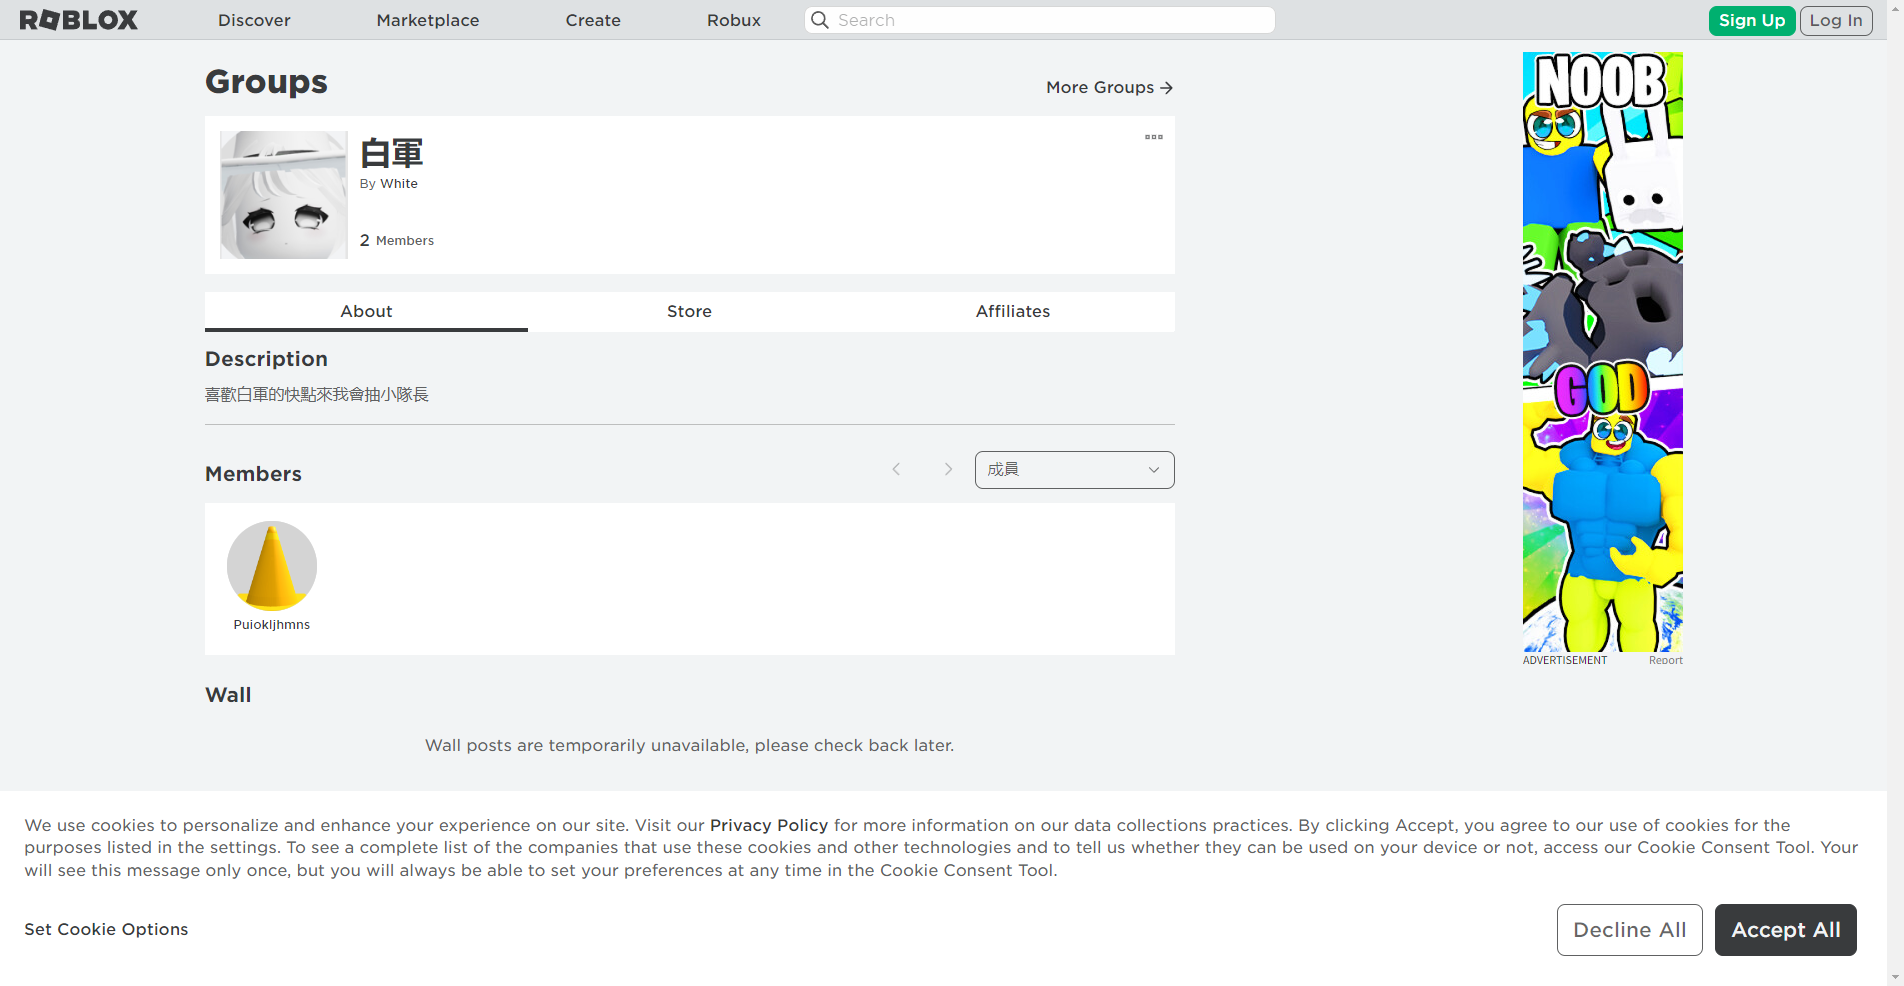 ROBLOX
Discover
Marketplace
Create
Robux
Search
Sign Up
Log In
Groups
More Groups
白軍
By White
2 Members
About
Store
Affiliates
Description
喜歡白軍的快點來我會抽小隊長
Members
成員
Puiokljhmns
Wall
Wall posts are temporarily unavailable, please check back later.
NOOB
GOD
ADVERTISEMENT
Report
We use cookies to personalize and enhance your experience on our site. Visit our Privacy Policy for more information on our data collections practices. By clicking Accept, you agree to our use of cookies for the
purposes listed in the settings. To see a complete list of the companies that use these cookies and other technologies and to tell us whether they can be used on your device or not, access our Cookie Consent Tool. Your
will see this message only once, but you will always be able to set your preferences at any time in the Cookie Consent Tool.
Set Cookie Options
Decline All
Accept All